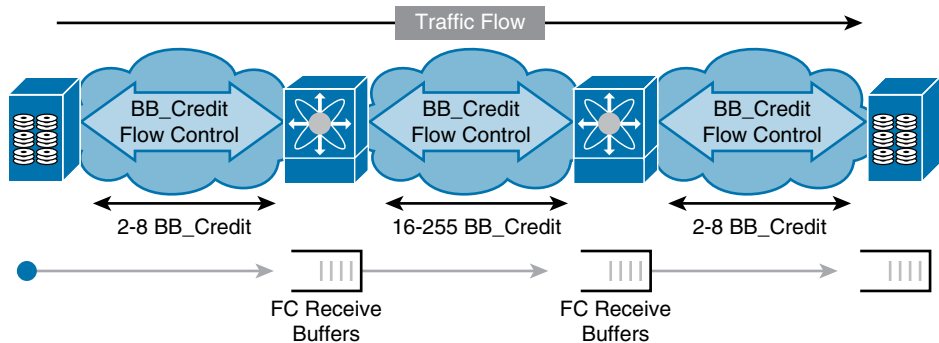 Traffic Flow
BB_Credit
Flow Control
BB_Credit
Flow Control
BB_Credit
Flow Control
2-8 BB_Credit
16-255 BB_Credit
2-8 BB_Credit
FC Receive
Buffers
FC Receive
Buffers